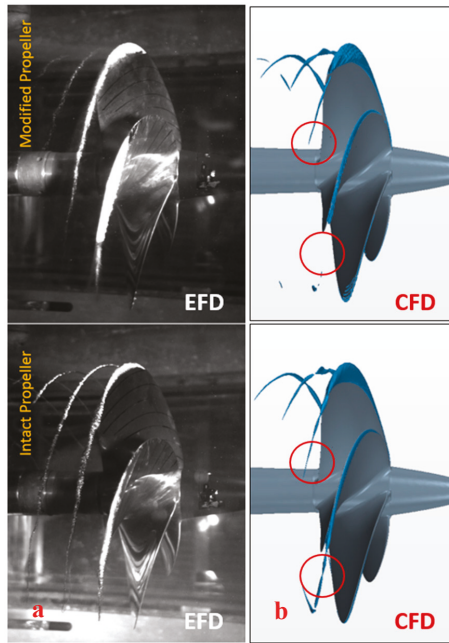 Modified Propeller
EFD
CFD
Intact Propeller
a
EFD
b
CFD